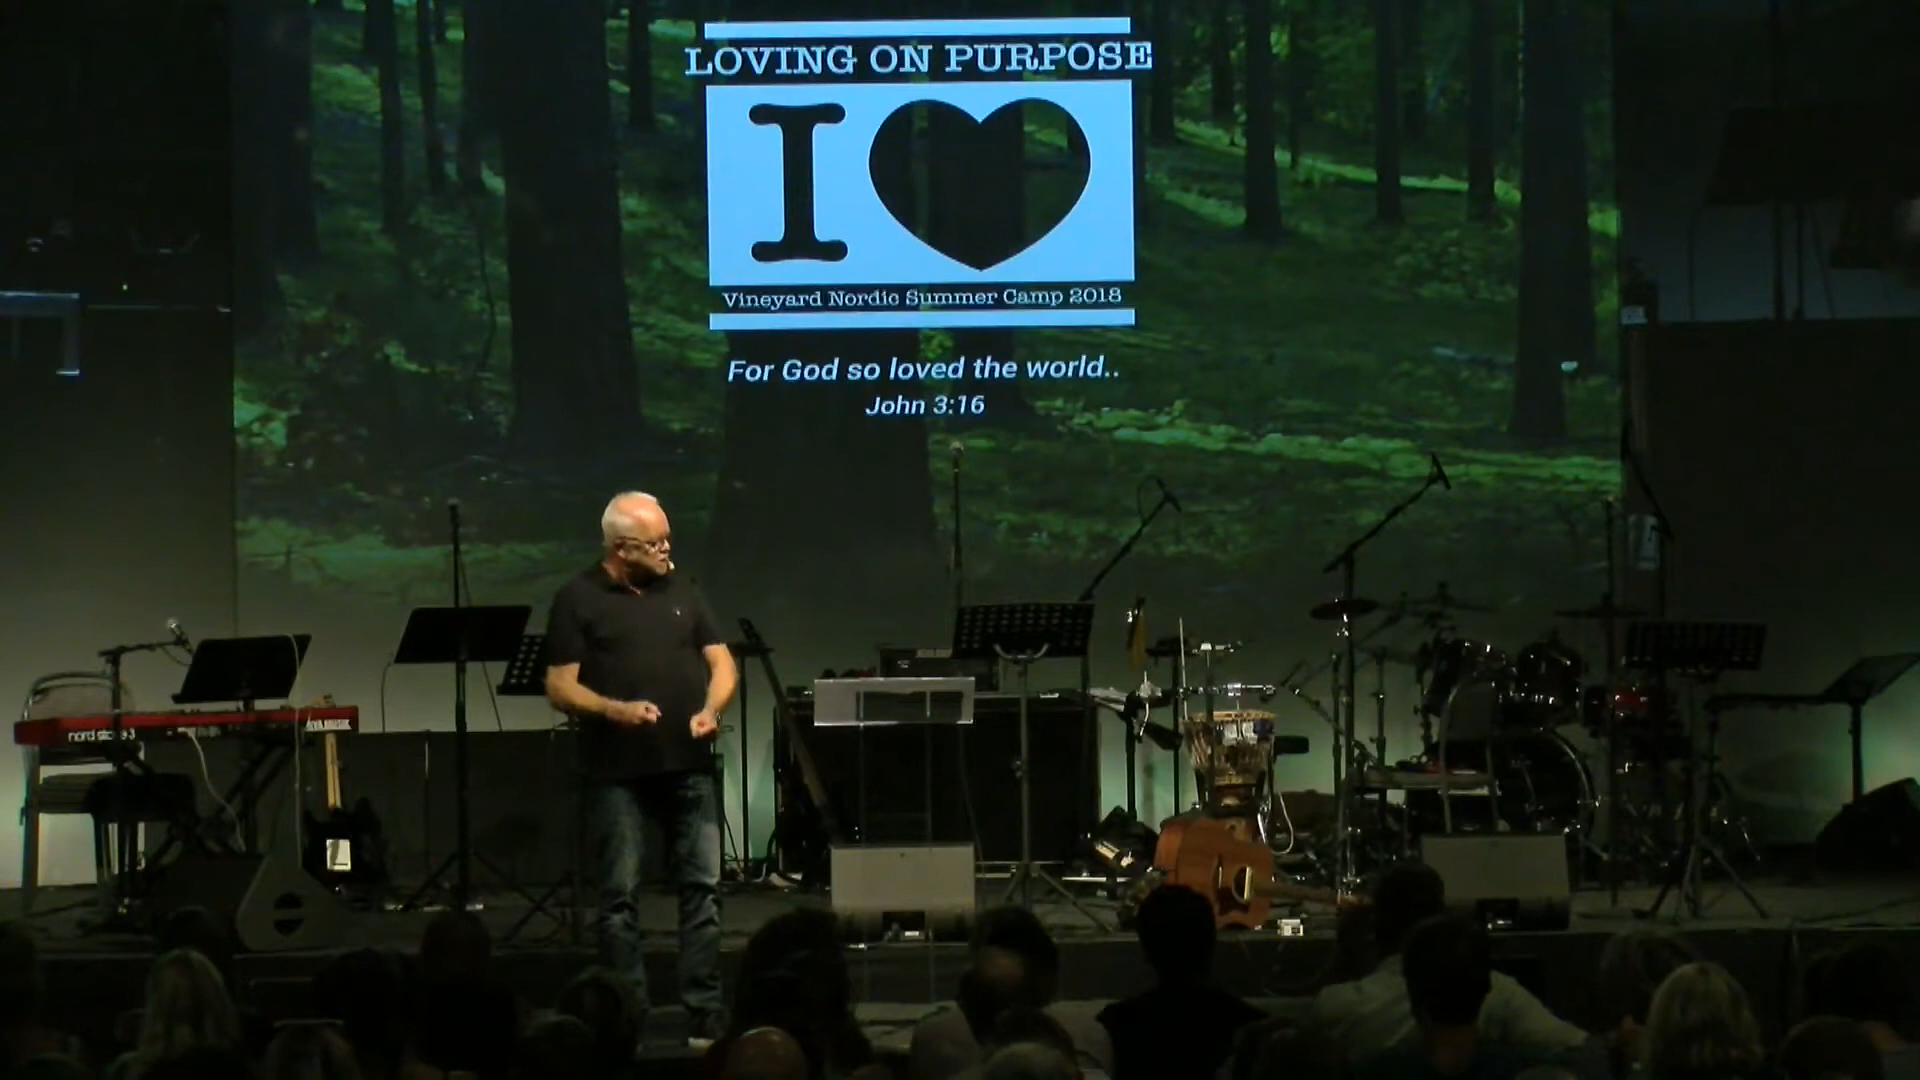 LOVING ON PURPOSE
I
Vineyard Nordic Summer Camp 2018
For God so loved the world..
John 3:16
nord stage 3